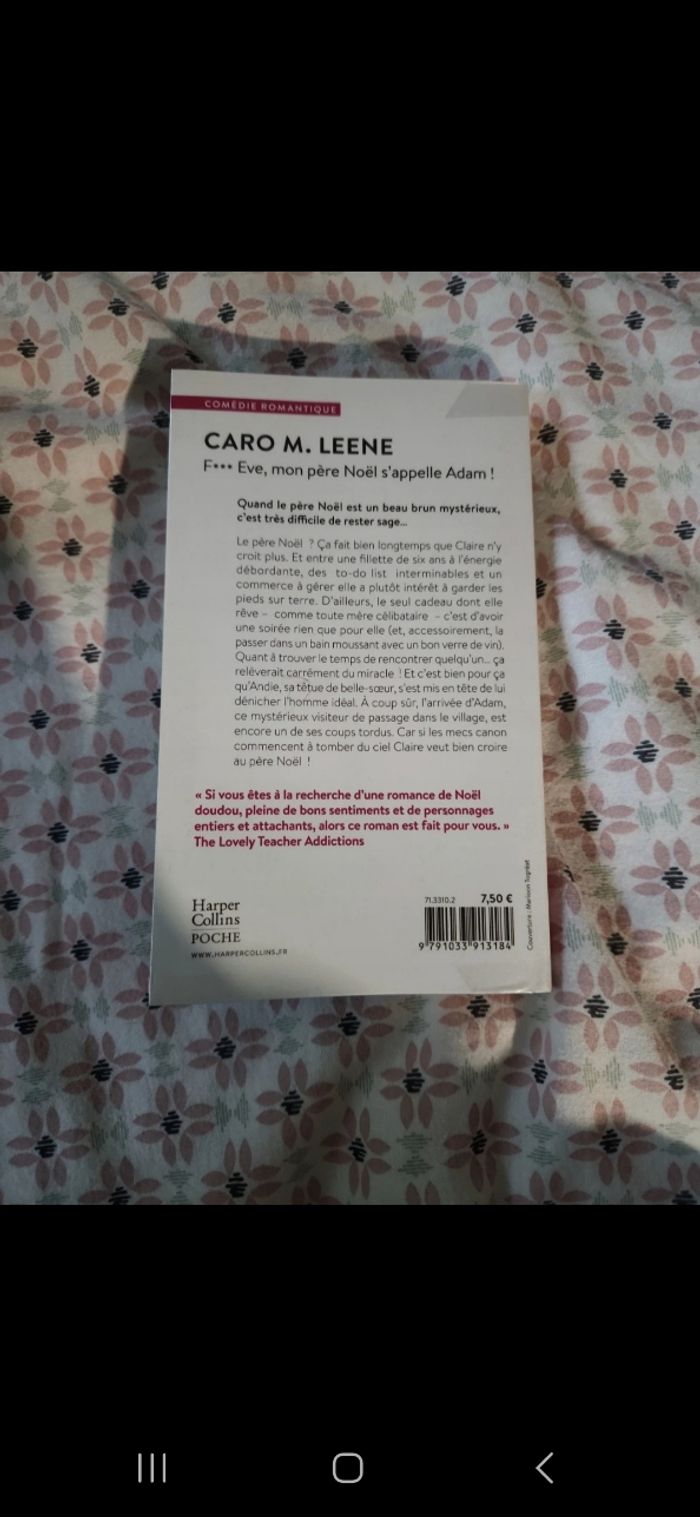 COMÉDIE ROMANTIQUE
CARO M. LEENE
F*** Eve, mon père Noël s'appelle Adam !
Quand le père Noël est un beau brun mystérieux,
c'est très difficile de rester sage...
Le père Noël ? Ça fait bien longtemps que Claire n'y
croit plus. Et entre une fillette de six ans à l'énergie
débordante, des to-do list interminables et un
commerce à gérer elle a plutôt intérêt à garder les
pieds sur terre. D'ailleurs, le seul cadeau dont elle
rêve – comme toute mère célibataire – c'est d'avoir
une soirée rien que pour elle (et, accessoirement, la
passer dans un bain moussant avec un bon verre de vin).
Quant à trouver le temps de rencontrer quelqu'un... ça
relèverait carrément du miracle ! Et c'est bien pour ça
qu'Andie, sa têtue de belle-sœur, s'est mis en tête de lui
dénicher l'homme idéal. À coup sûr, l'arrivée d'Adam,
ce mystérieux visiteur de passage dans le village, est
encore un de ses coups tordus. Car si les mecs canon
commencent à tomber du ciel Claire veut bien croire
au père Noël !
« Si vous êtes à la recherche d'une romance de Noël
doudou, pleine de bons sentiments et de personnages
entiers et attachants, alors ce roman est fait pour vous. »
The Lovely Teacher Addictions
Harper
Collins
POCHE
WWW.HARPERCOLLINS.FR
71.3310.2 7,50 €
9 791033 913184
Couverture : Marion Togniat